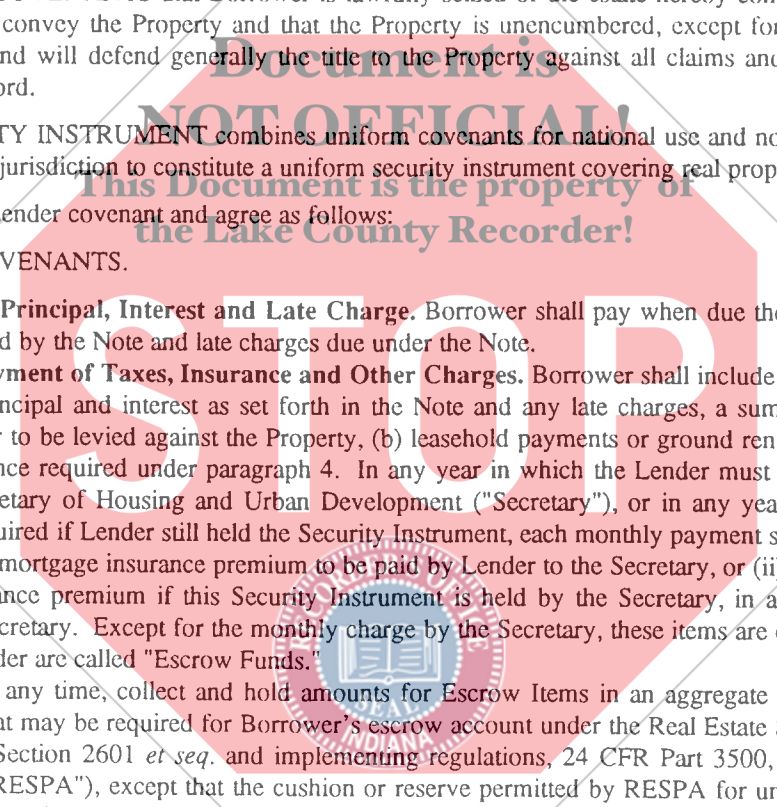 convey the Property and that the Property is unencumbered, except for
nd will defend generally the title to the Property against all claims and
ord.
Document is
NOT OFFICIAL!
This Document is the property of
the Lake County Recorder!
TY INSTRUMENT combines uniform covenants for national use and no
jurisdiction to constitute a uniform security instrument covering real prop
ender covenant and agree as follows:
VENANTS.
Principal, Interest and Late Charge. Borrower shall pay when due the
d by the Note and late charges due under the Note.
yment of Taxes, Insurance and Other Charges. Borrower shall include
ncipal and interest as set forth in the Note and any late charges, a sum
r to be levied against the Property, (b) leasehold payments or ground ren
nce required under paragraph 4. In any year in which the Lender must
etary of Housing and Urban Development ("Secretary"), or in any yea
uired if Lender still held the Security Instrument, each monthly payment s
mortgage insurance premium to be paid by Lender to the Secretary, or (ii)
ance premium if this Security Instrument is held by the Secretary, in a
cretary. Except for the monthly charge by the Secretary, these items are
der are called "Escrow Funds."
any time, collect and hold amounts for Escrow Items in an aggregate
at may be required for Borrower's escrow account under the Real Estate
Section 2601 et seq. and implementing regulations, 24 CFR Part 3500,
RESPA"), except that the cushion or reserve permitted by RESPA for un
STOP
RECORDER'S OFFICE
SEAL
INDIANA